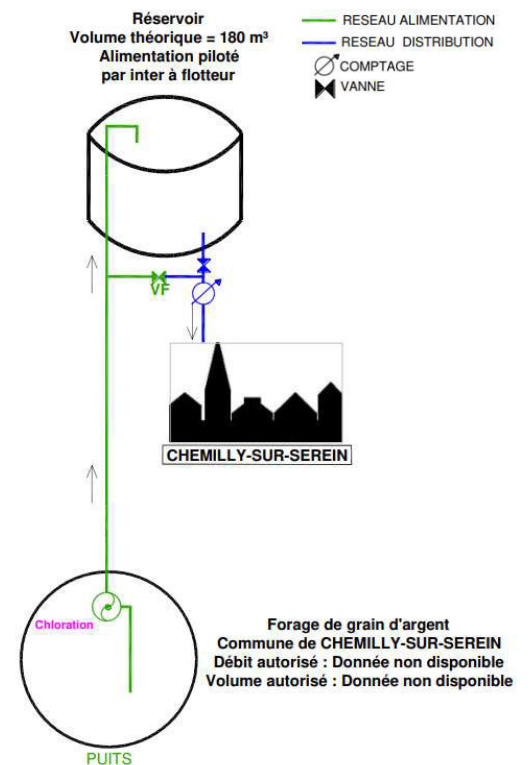 Réservoir
Volume théorique = 180 m³
Alimentation piloté
par inter à flotteur
RESEAU ALIMENTATION
RESEAU DISTRIBUTION
COMPTAGE
VANNE
VF
CHEMILLY-SUR-SEREIN
Chloration
Forage de grain d'argent
Commune de CHEMILLY-SUR-SEREIN
Débit autorisé : Donnée non disponible
Volume autorisé : Donnée non disponible
PUITS